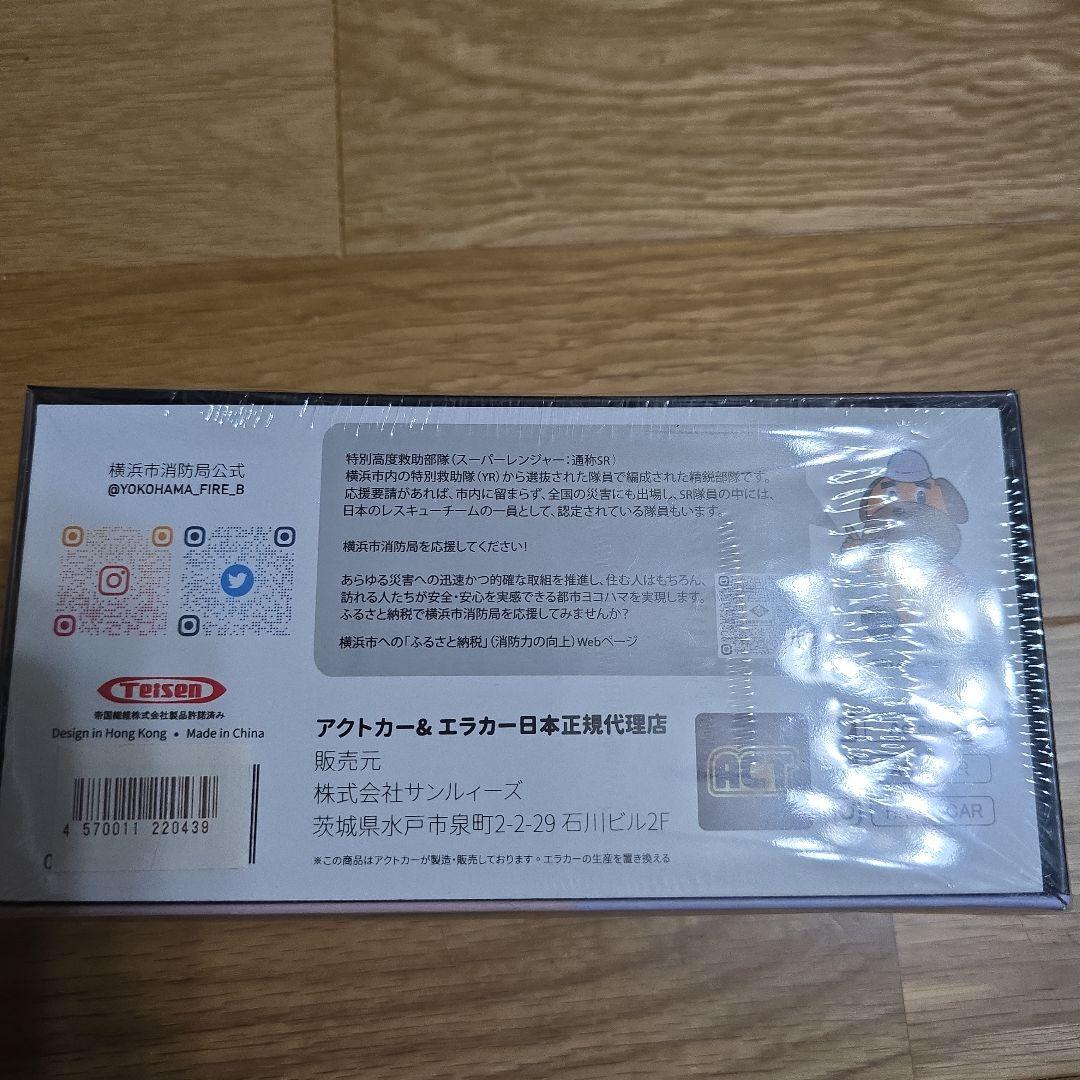 横浜市消防局公式
@YOKOHAMA_FIRE_B
特別高度救助部隊（スーパーレンジャー：通称SR）
横浜市内の特別救助隊（YR）から選抜された隊員で編成された精鋭部隊です。
応援要請があれば、市内に留まらず、全国の災害にも出場し、SR隊員の中には、
日本のレスキューチームの一員として、認定されている隊員もいます。
横浜市消防局を応援してください！
あらゆる災害への迅速かつ的確な取組を推進し、住む人はもちろん、
訪れる人たちが安全・安心を実感できる都市ヨコハマを実現します。
ふるさと納税で横浜市消防局を応援してみませんか？
横浜市への「ふるさと納税」（消防力の向上）Webページ
Teisen
帝国繊維株式会社製品許諾済み
Design in Hong Kong • Made in China
4 570011 220439
アクトカー& エラカー日本正規代理店
販売元
株式会社サンルィーズ
茨城県水戸市泉町2-2-29 石川ビル2F
※この商品はアクトカーが製造・販売しております。エラカーの生産を置き換える
ACT
CAR